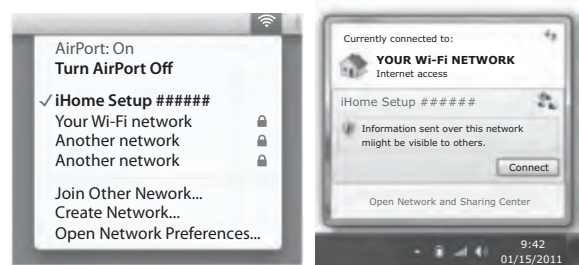 AirPort: On
Turn AirPort Off
✓ iHome Setup ######
Your Wi-Fi network
Another network
Another network
Join Other Nework...
Create Network...
Open Network Preferences...
Currently connected to:
YOUR Wi-Fi NETWORK
Internet access
iHome Setup ######
Information sent over this network
miight be visible to others.
Connect
Open Network and Sharing Center
9:42
01/15/2011